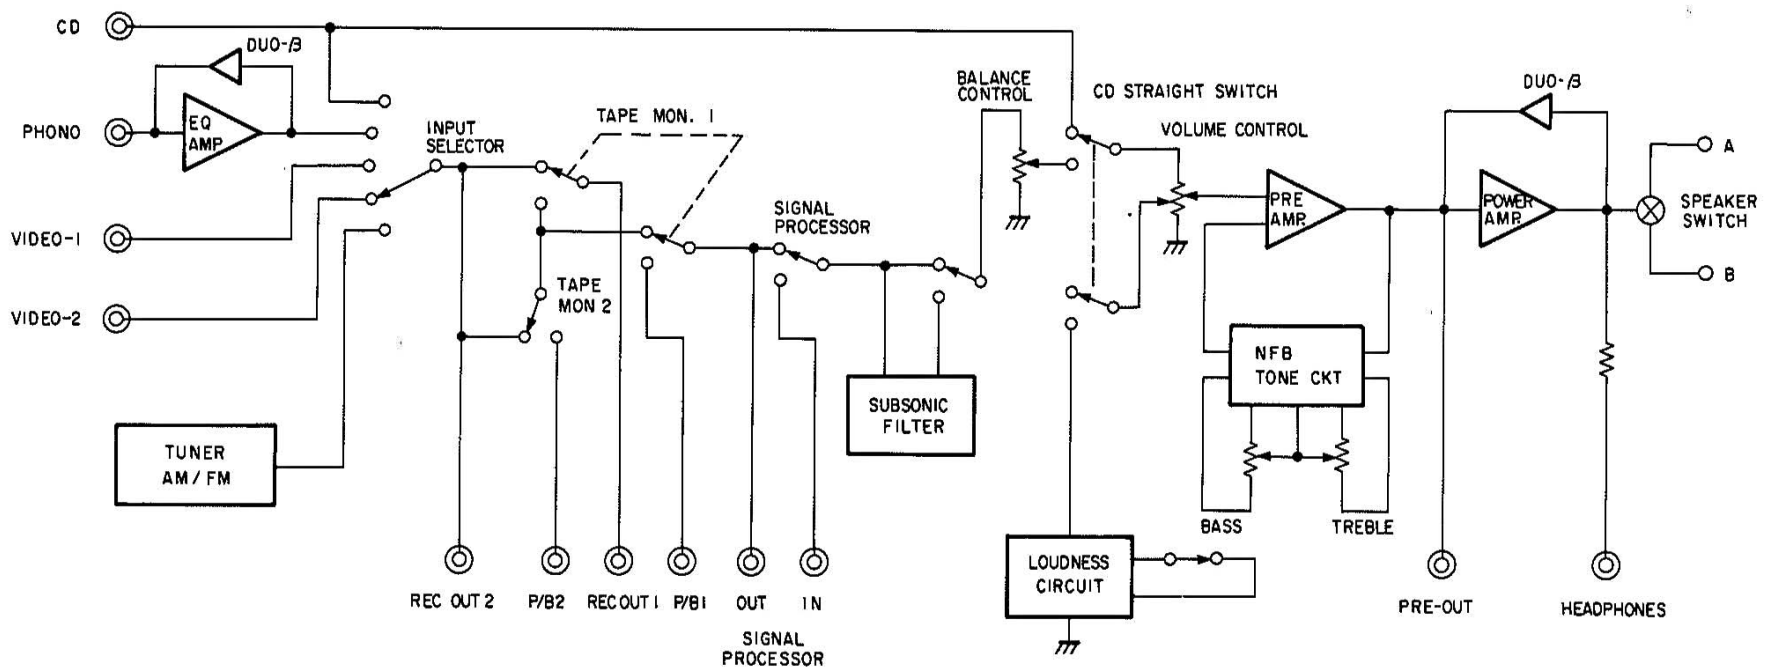 CD
DUO-β
PHONO
EQ
AMP
INPUT
SELECTOR
TAPE MON. 1
VIDEO-1
VIDEO-2
TAPE
MON 2
TUNER
AM/FM
SIGNAL
PROCESSOR
SUBSONIC
FILTER
BALANCE
CONTROL
CD STRAIGHT SWITCH
VOLUME CONTROL
PRE
AMP.
DUO-β
POWER
AMP.
A
SPEAKER
SWITCH
B
NFB
TONE CKT
BASS
TREBLE
LOUDNESS
CIRCUIT
REC OUT 2
P/B2
REC OUT 1
P/B1
OUT
IN
SIGNAL
PROCESSOR
PRE-OUT
HEADPHONES